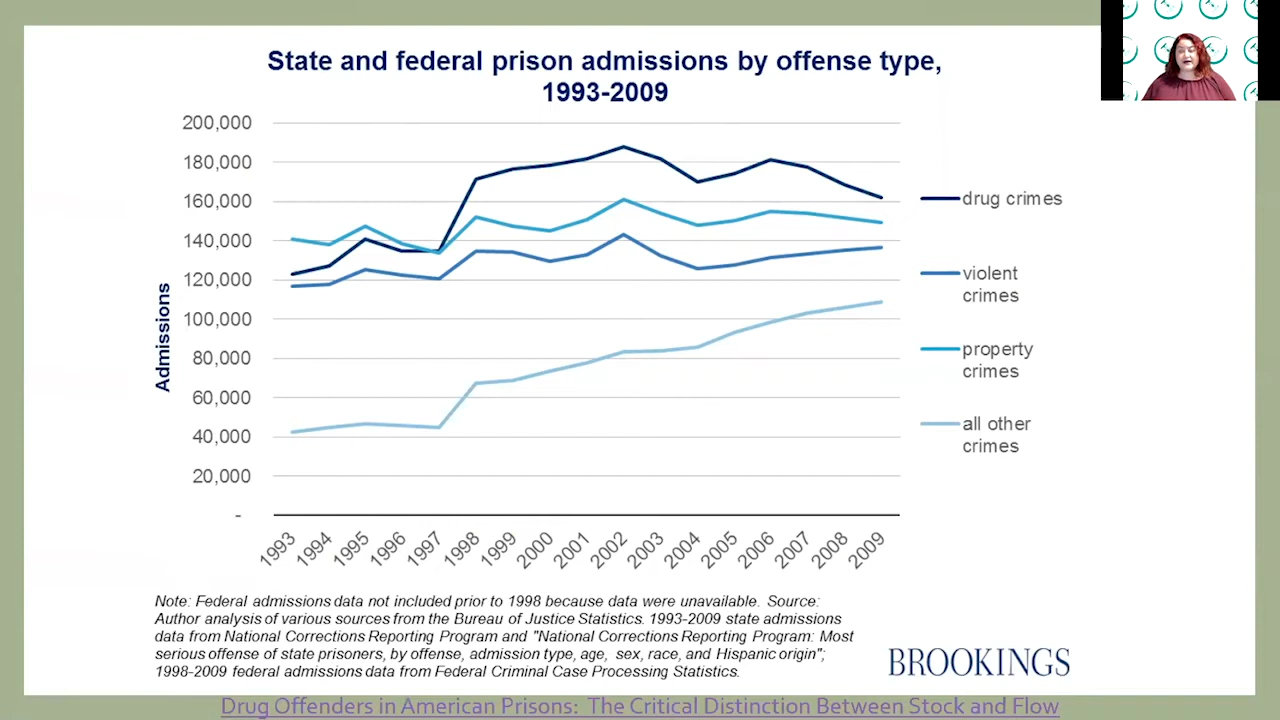 State and federal prison admissions by offense type,
1993-2009
200,000
180,000
160,000
140,000
120,000
100,000
80,000
60,000
40,000
20,000
-
Admissions
1993 1994 1995 1996 1997 1998 1999 2000 2001 2002 2003 2004 2005 2006 2007 2008 2009
drug crimes
violent
crimes
property
crimes
all other
crimes
Note: Federal admissions data not included prior to 1998 because data were unavailable. Source:
Author analysis of various sources from the Bureau of Justice Statistics. 1993-2009 state admissions
data from National Corrections Reporting Program and "National Corrections Reporting Program: Most
serious offense of state prisoners, by offense, admission type, age, sex, race, and Hispanic origin";
1998-2009 federal admissions data from Federal Criminal Case Processing Statistics.
BROOKINGS
Drug Offenders in American Prisons: The Critical Distinction Between Stock and Flow